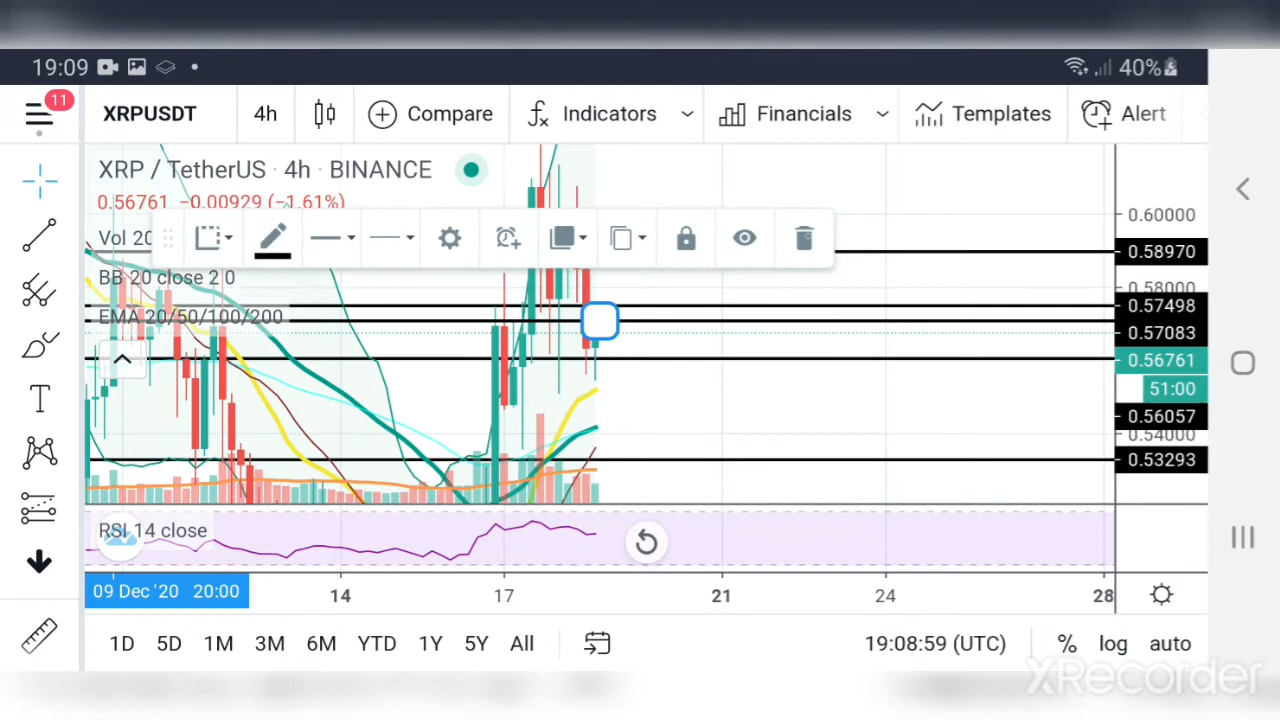 19:09 40%
11 XRPUSDT 4h Compare Indicators Financials Templates Alert
XRP / TetherUS · 4h · BINANCE
0.56761 −0.00929 (−1.61%)
Vol 20
BB 20 close 2 0
EMA 20/50/100/200
RSI 14 close
0.60000
0.58970
0.58000
0.57498
0.57083
0.56761
51:00
0.56057
0.54000
0.53293
09 Dec '20 20:00 14 17 21 24 28
1D 5D 1M 3M 6M YTD 1Y 5Y All 19:08:59 (UTC) % log auto
XRecorder